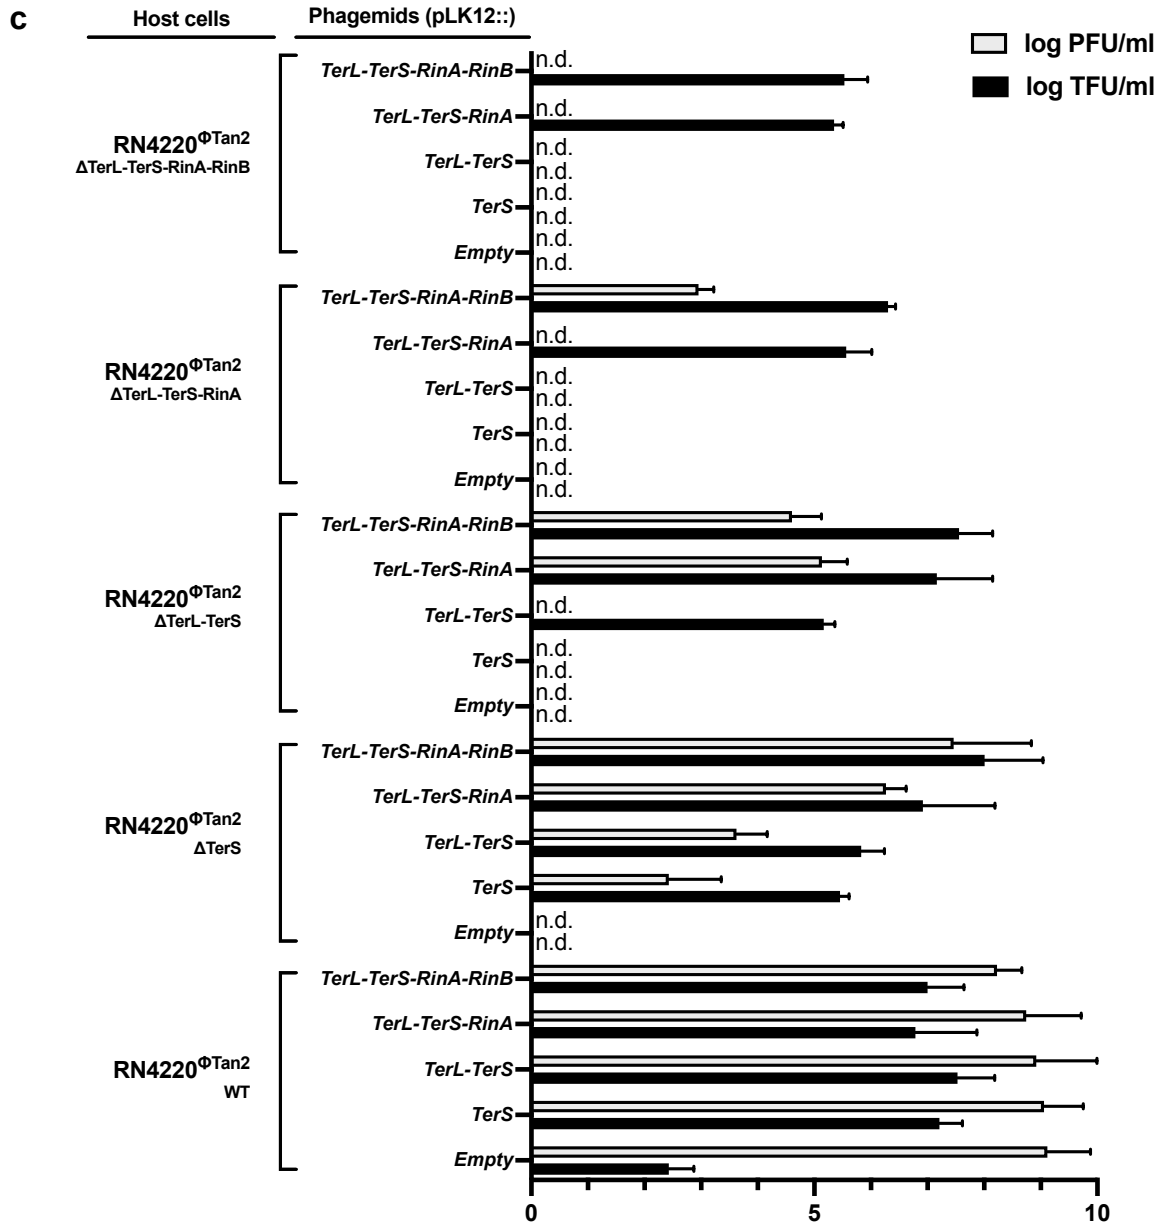 c
Host cells
Phagemids (pLK12::)
log PFU/ml
log TFU/ml
RN4220ΦTan2
ΔTerL-TerS-RinA-RinB
TerL-TerS-RinA-RinB
n.d.
TerL-TerS-RinA
n.d.
TerL-TerS
n.d.
n.d.
TerS
n.d.
n.d.
Empty
n.d.
n.d.
RN4220ΦTan2
ΔTerL-TerS-RinA
TerL-TerS-RinA-RinB
TerL-TerS-RinA
n.d.
TerL-TerS
n.d.
n.d.
TerS
n.d.
n.d.
Empty
n.d.
n.d.
RN4220ΦTan2
ΔTerL-TerS
TerL-TerS-RinA-RinB
TerL-TerS-RinA
TerL-TerS
n.d.
TerS
n.d.
n.d.
Empty
n.d.
n.d.
RN4220ΦTan2
ΔTerS
TerL-TerS-RinA-RinB
TerL-TerS-RinA
TerL-TerS
TerS
Empty
n.d.
n.d.
RN4220ΦTan2
WT
TerL-TerS-RinA-RinB
TerL-TerS-RinA
TerL-TerS
TerS
Empty
0
5
10